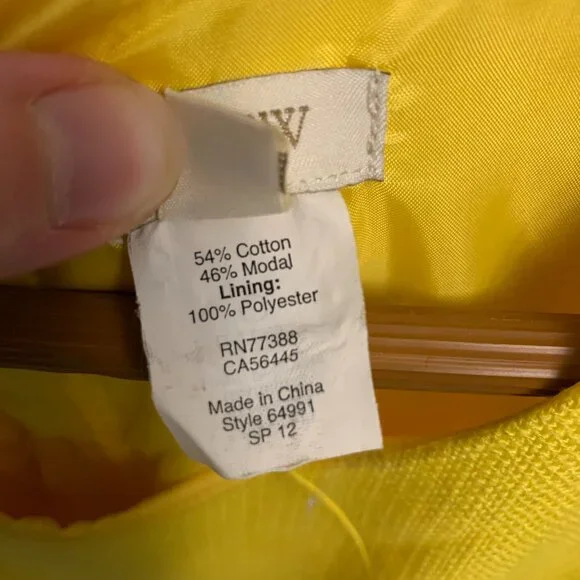 54% Cotton
46% Modal
Lining:
100% Polyester
RN77388
CA56445
Made in China
Style 64991
SP 12